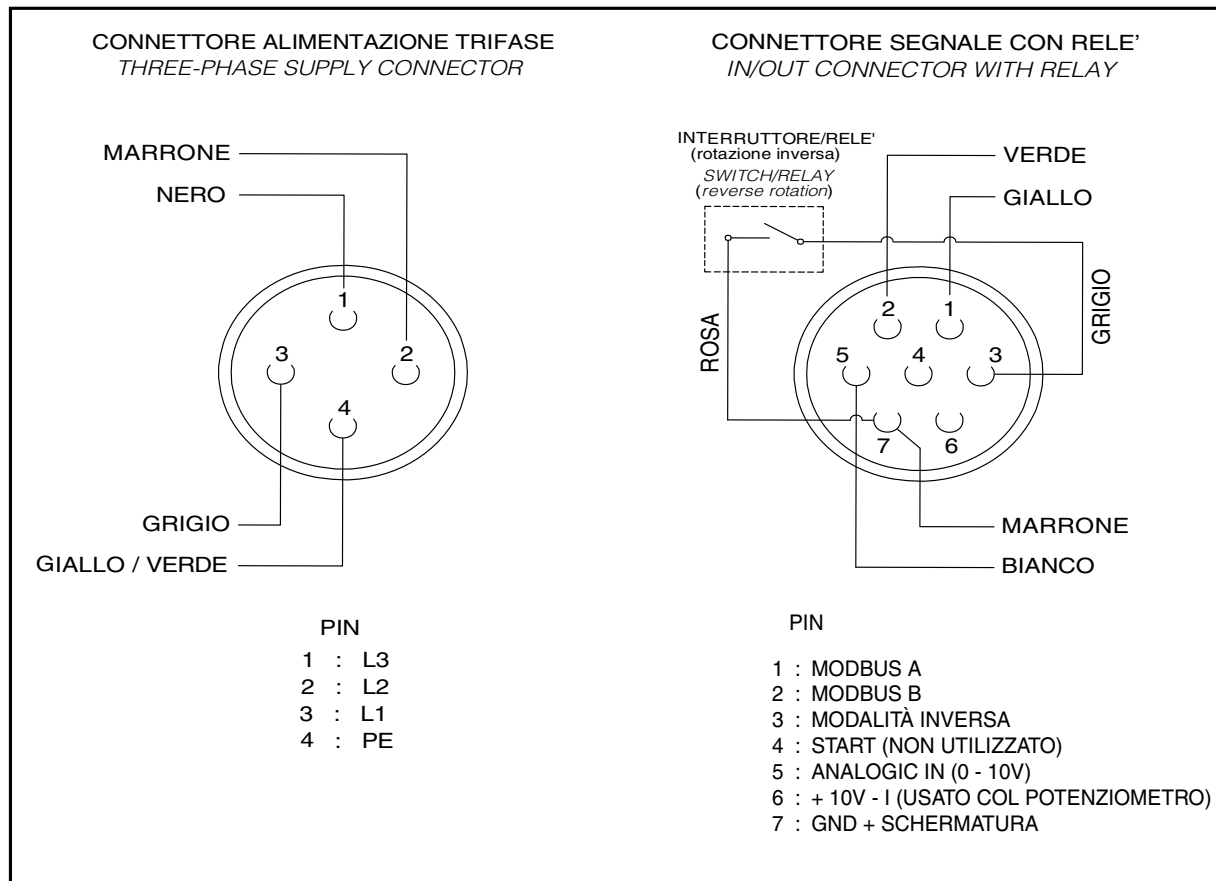 CONNETTORE ALIMENTAZIONE TRIFASE
THREE-PHASE SUPPLY CONNECTOR
MARRONE
NERO
1
3
2
4
GRIGIO
GIALLO / VERDE
PIN
1 : L3
2 : L2
3 : L1
4 : PE
CONNETTORE SEGNALE CON RELE'
IN/OUT CONNECTOR WITH RELAY
INTERRUTTORE/RELE'
(rotazione inversa)
SWITCH/RELAY
(reverse rotation)
VERDE
GIALLO
ROSA
GRIGIO
2
1
5
4
3
7
6
MARRONE
BIANCO
PIN
1 : MODBUS A
2 : MODBUS B
3 : MODALITÀ INVERSA
4 : START (NON UTILIZZATO)
5 : ANALOGIC IN (0 - 10V)
6 : + 10V - I (USATO COL POTENZIOMETRO)
7 : GND + SCHERMATURA